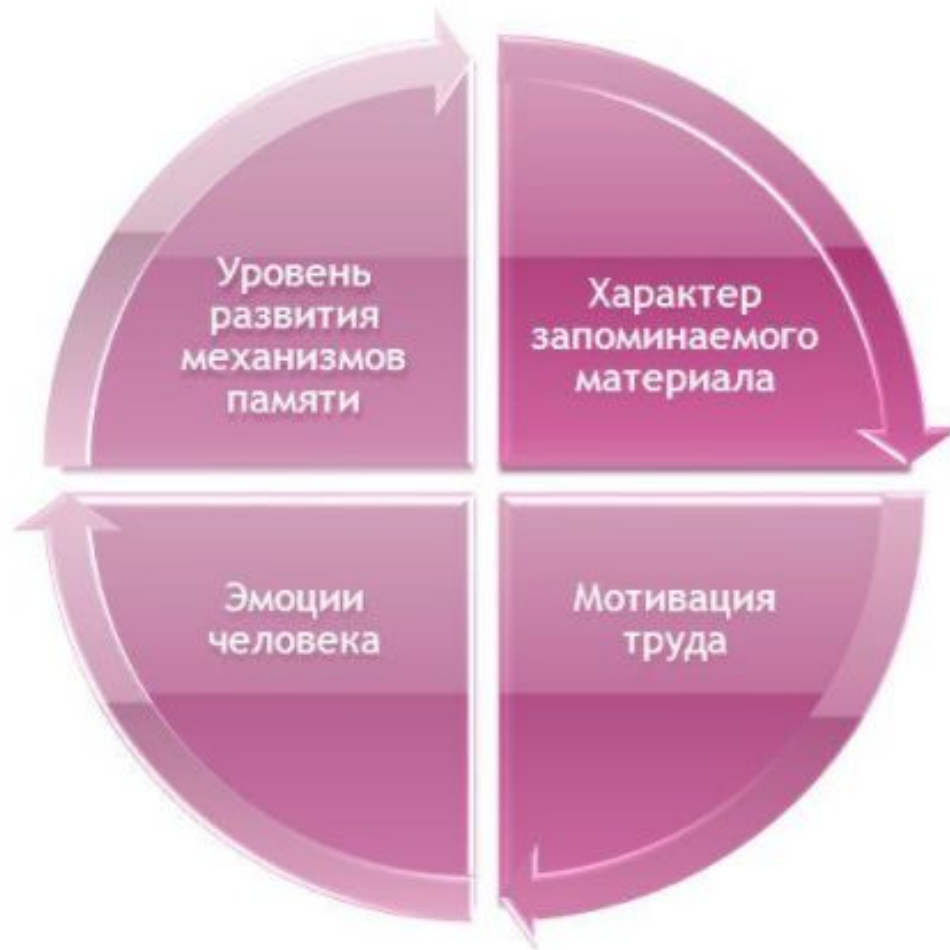 Уровень
развития
механизмов
памяти
Характер
запоминаемого
материала
Эмоции
человека
Мотивация
труда